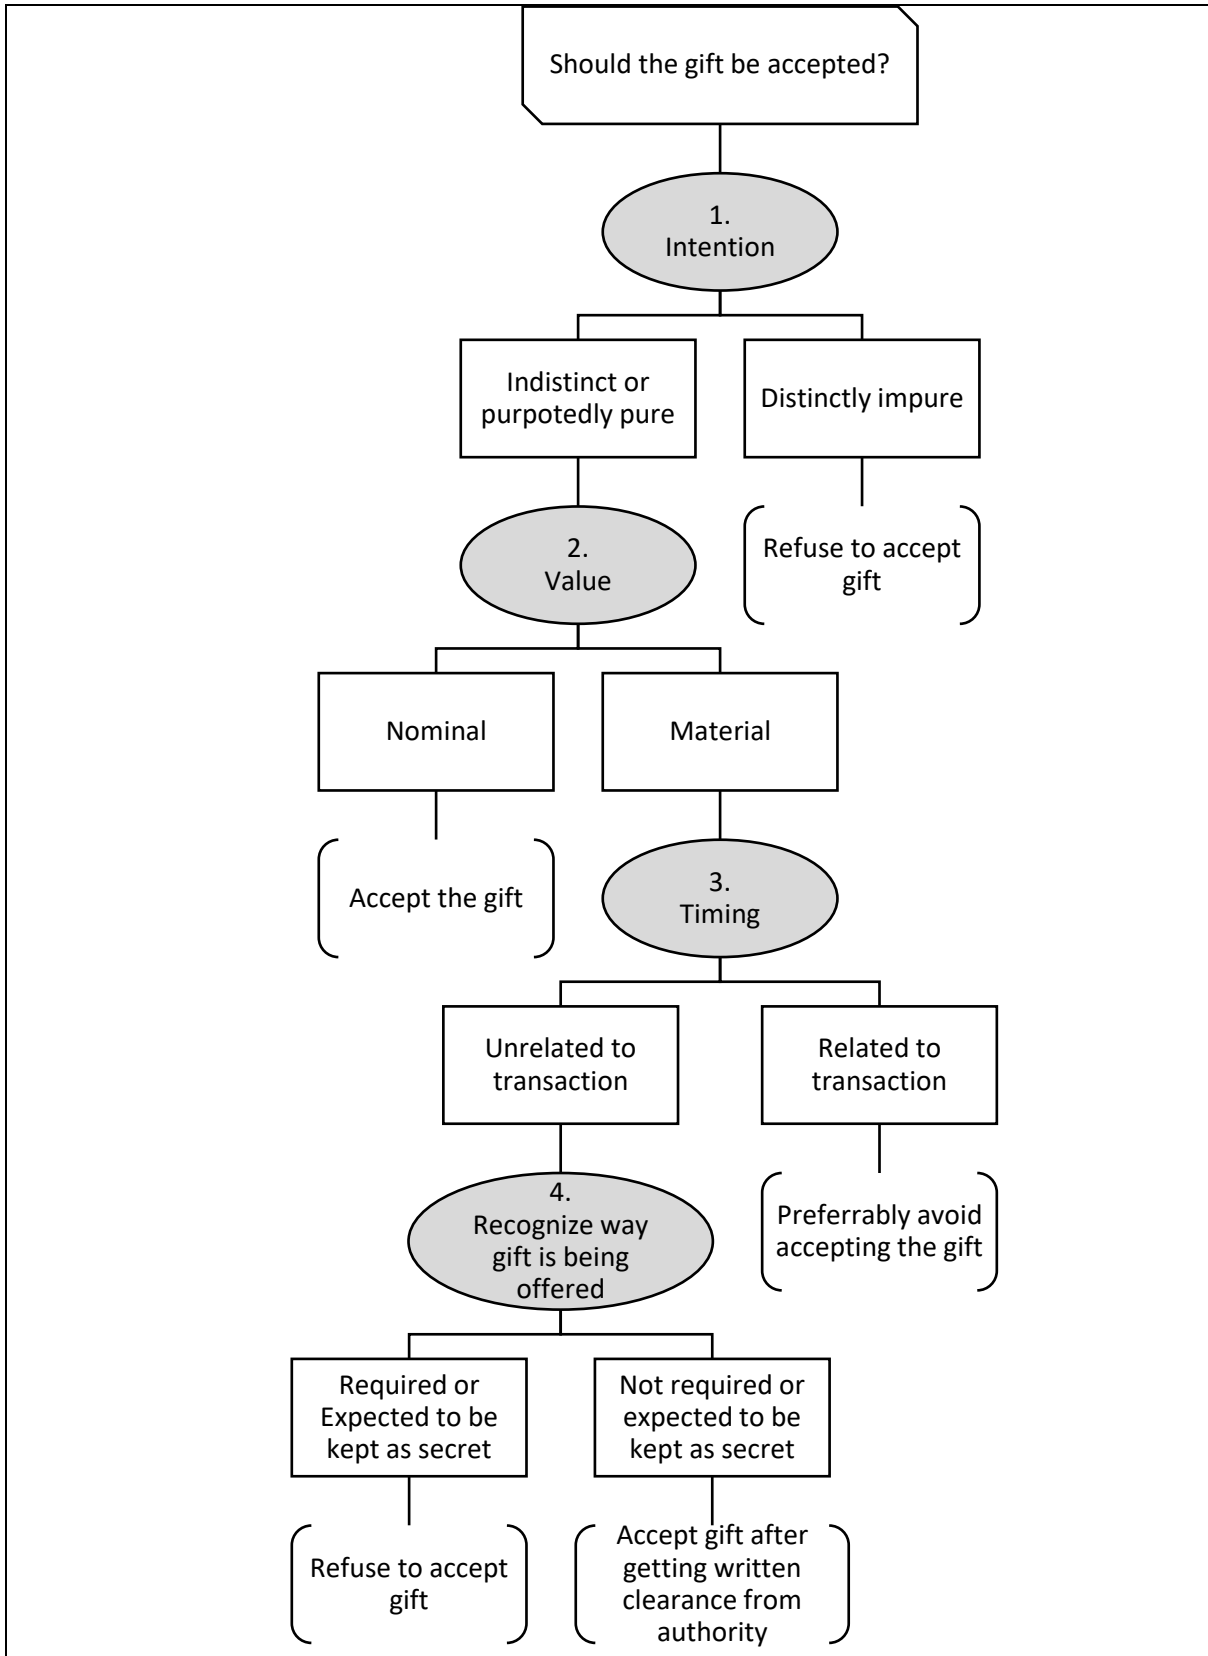 Should the gift be accepted?
1.
Intention
Indistinct or
purpotedly pure
Distinctly impure
2.
Value
Refuse to accept
gift
Nominal
Material
Accept the gift
3.
Timing
Unrelated to
transaction
Related to
transaction
4.
Recognize way
gift is being
offered
Preferrably avoid
accepting the gift
Required or
Expected to be
kept as secret
Not required or
expected to be
kept as secret
Refuse to accept
gift
Accept gift after
getting written
clearance from
authority